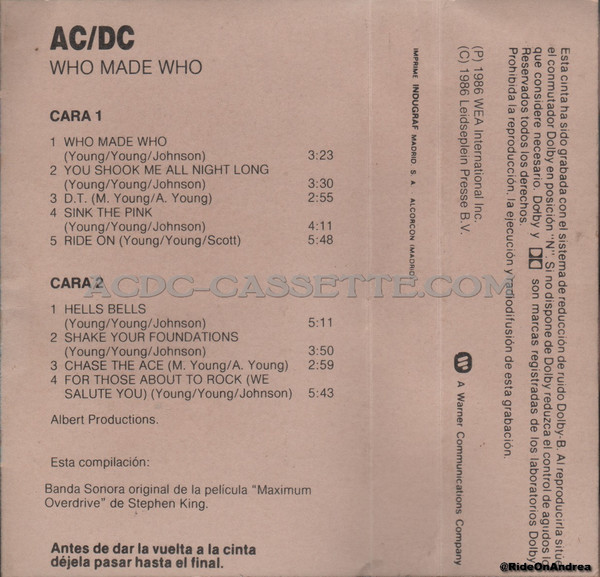 AC/DC
WHO MADE WHO
CARA 1
1 WHO MADE WHO
(Young/Young/Johnson) 3:23
2 YOU SHOOK ME ALL NIGHT LONG
(Young/Young/Johnson) 3:30
3 D.T. (M. Young/A. Young) 2:55
4 SINK THE PINK
(Young/Young/Johnson) 4:11
5 RIDE ON (Young/Young/Scott) 5:48
CARA 2
1 HELLS BELLS
(Young/Young/Johnson) 5:11
2 SHAKE YOUR FOUNDATIONS
(Young/Young/Johnson) 3:50
3 CHASE THE ACE (M. Young/A. Young) 2:59
4 FOR THOSE ABOUT TO ROCK (WE
SALUTE YOU) (Young/Young/Johnson) 5:43
Albert Productions.
Esta compilación:
Banda Sonora original de la película "Maximum
Overdrive" de Stephen King.
Antes de dar la vuelta a la cinta
déjela pasar hasta el final.
IMPRIME INDUGRAF MADRID S. A. ALCORCON (MADRID)
(P) 1986 WEA International Inc.
(C) 1986 Leidseplein Presse B.V.
A Warner Communications Company
Esta cinta ha sido grabada con el sistema de reducción de ruido Dolby-B. Al reproducirla sitúe
el conmutador Dolby en posición "N". Si no dispone de Dolby reduzca el control de agudos lo
que considere necesario. Dolby y son marcas registradas de los laboratorios Dolby
Reservados todos los derechos.
Prohibida la reproducción, la ejecución y radiodifusión de esta grabación.
ACDC-CASSETTE.COM
@RideOnAndrea